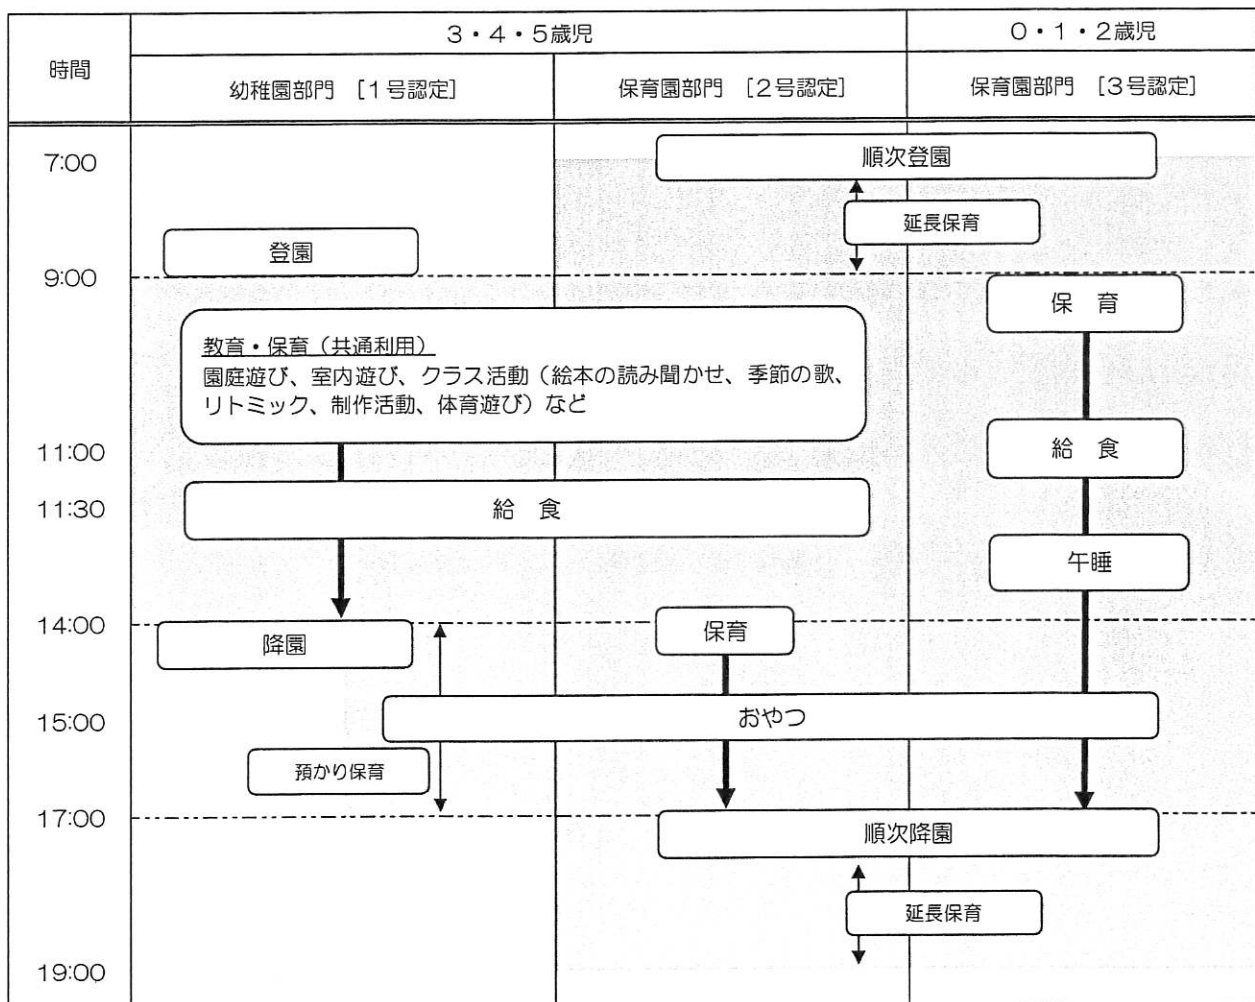 時間
3・4・5歳児
0・1・2歳児
幼稚園部門 [1号認定]
保育園部門 [2号認定]
保育園部門 [3号認定]
7:00
順次登園
延長保育
登園
9:00
保 育
教育・保育（共通利用）
園庭遊び、室内遊び、クラス活動（絵本の読み聞かせ、季節の歌、
リトミック、制作活動、体育遊び）など
11:00
給 食
11:30
給 食
午睡
14:00
降園
保育
15:00
おやつ
預かり保育
17:00
順次降園
延長保育
19:00